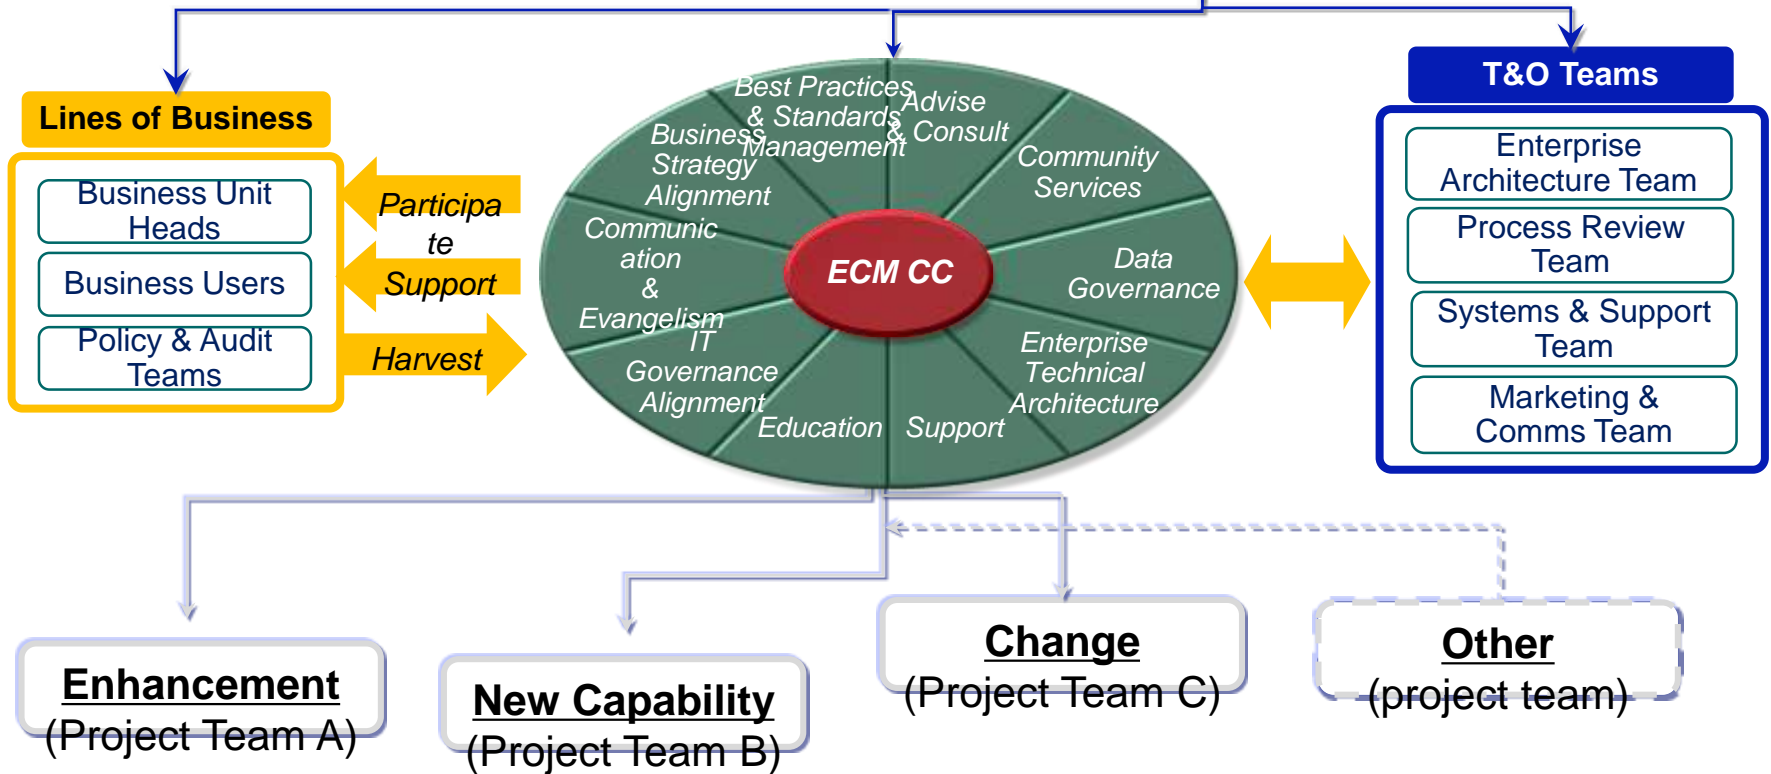 Lines of Business
Business Unit
Heads
Business Users
Policy & Audit
Teams
Participa
te
Support
Harvest
Best Practices
& Standards
Management
Advise
& Consult
Community
Services
Data
Governance
Enterprise
Technical
Architecture
Support
Education
IT
Governance
Alignment
Communic
ation
&
Evangelism
Business
Strategy
Alignment
ECM CC
T&O Teams
Enterprise
Architecture Team
Process Review
Team
Systems & Support
Team
Marketing &
Comms Team
Enhancement
(Project Team A)
New Capability
(Project Team B)
Change
(Project Team C)
Other
(project team)